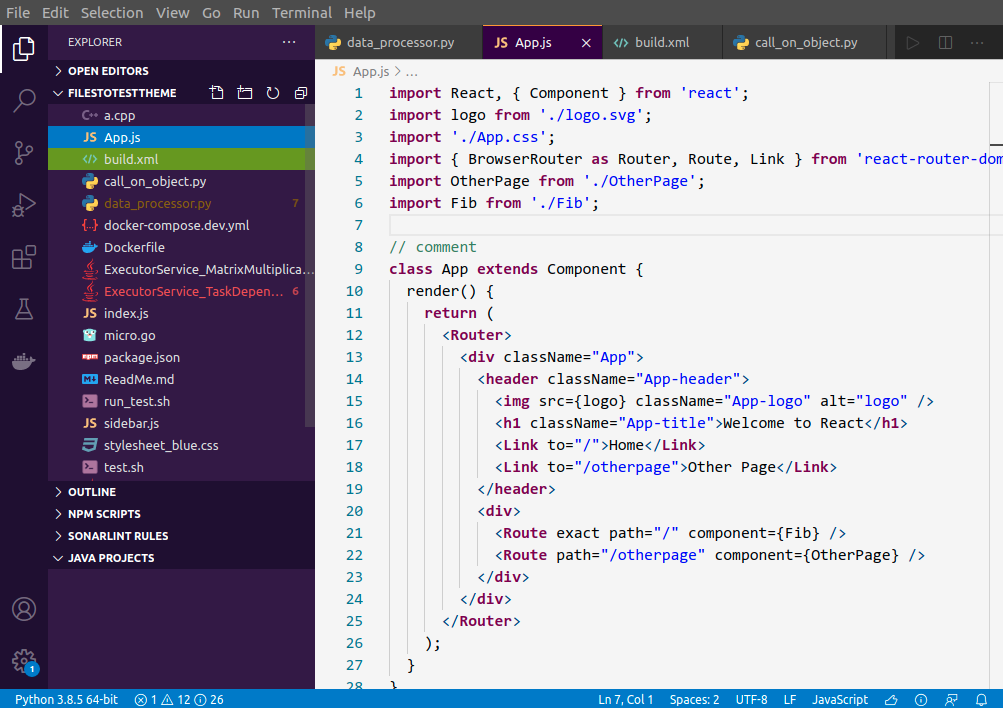 File Edit Selection View Go Run Terminal Help
EXPLORER ...
data_processor.py
JS App.js ×
</> build.xml
call_on_object.py
...
OPEN EDITORS
FILESTOTESTTHEME
C++ a.cpp
JS App.js
</> build.xml
call_on_object.py
data_processor.py 7
{..} docker-compose.dev.yml
Dockerfile
ExecutorService_MatrixMultiplica...
ExecutorService_TaskDepen... 6
JS index.js
micro.go
npm package.json
M ReadMe.md
run_test.sh
JS sidebar.js
stylesheet_blue.css
test.sh
OUTLINE
NPM SCRIPTS
SONARLINT RULES
JAVA PROJECTS
1
JS App.js > ...
1 import React, { Component } from 'react';
2 import logo from './logo.svg';
3 import './App.css';
4 import { BrowserRouter as Router, Route, Link } from 'react-router-dom
5 import OtherPage from './OtherPage';
6 import Fib from './Fib';
7
8 // comment
9 class App extends Component {
10 render() {
11 return (
12 <Router>
13 <div className="App">
14 <header className="App-header">
15 <img src={logo} className="App-logo" alt="logo" />
16 <h1 className="App-title">Welcome to React</h1>
17 <Link to="/">Home</Link>
18 <Link to="/otherpage">Other Page</Link>
19 </header>
20 <div>
21 <Route exact path="/" component={Fib} />
22 <Route path="/otherpage" component={OtherPage} />
23 </div>
24 </div>
25 </Router>
26 );
27 }
28 }
Python 3.8.5 64-bit 1 12 26 Ln 7, Col 1 Spaces: 2 UTF-8 LF JavaScript